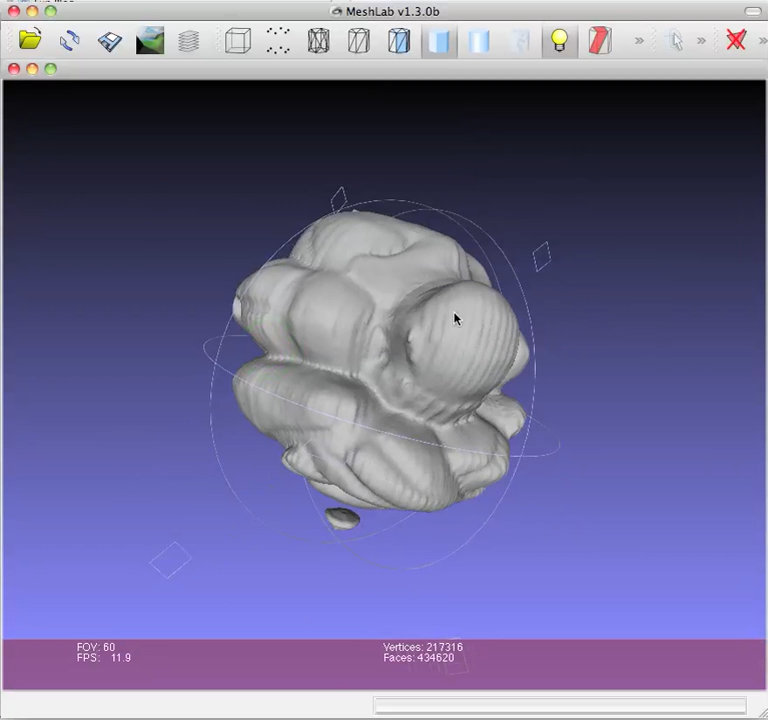 MeshLab v1.3.0b
FOV: 60
FPS: 11.9
Vertices: 217316
Faces: 434620